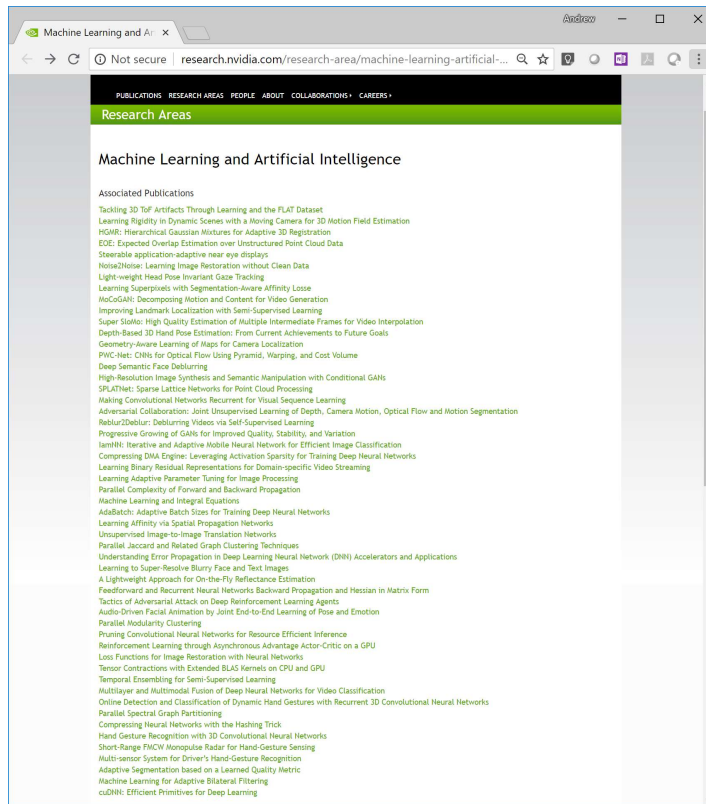 Andrew
Machine Learning and Ar
Not secure | research.nvidia.com/research-area/machine-learning-artificial-...
PUBLICATIONS RESEARCH AREAS PEOPLE ABOUT COLLABORATIONS CAREERS
Research Areas
Machine Learning and Artificial Intelligence
Associated Publications
Tackling 3D ToF Artifacts Through Learning and the FLAT Dataset
Learning Rigidity in Dynamic Scenes with a Moving Camera for 3D Motion Field Estimation
HGMR: Hierarchical Gaussian Mixtures for Adaptive 3D Registration
EOE: Expected Overlap Estimation over Unstructured Point Cloud Data
Steerable application-adaptive near eye displays
Noise2Noise: Learning Image Restoration without Clean Data
Light-weight Head Pose Invariant Gaze Tracking
Learning Superpixels with Segmentation-Aware Affinity Losse
MoCoGAN: Decomposing Motion and Content for Video Generation
Improving Landmark Localization with Semi-Supervised Learning
Super SloMo: High Quality Estimation of Multiple Intermediate Frames for Video Interpolation
Depth-Based 3D Hand Pose Estimation: From Current Achievements to Future Goals
Geometry-Aware Learning of Maps for Camera Localization
PWC-Net: CNNs for Optical Flow Using Pyramid, Warping, and Cost Volume
Deep Semantic Face Deblurring
High-Resolution Image Synthesis and Semantic Manipulation with Conditional GANs
SPLATNet: Sparse Lattice Networks for Point Cloud Processing
Making Convolutional Networks Recurrent for Visual Sequence Learning
Adversarial Collaboration: Joint Unsupervised Learning of Depth, Camera Motion, Optical Flow and Motion Segmentation
Reblur2Deblur: Deblurring Videos via Self-Supervised Learning
Progressive Growing of GANs for Improved Quality, Stability, and Variation
IamNN: Iterative and Adaptive Mobile Neural Network for Efficient Image Classification
Compressing DMA Engine: Leveraging Activation Sparsity for Training Deep Neural Networks
Learning Binary Residual Representations for Domain-specific Video Streaming
Learning Adaptive Parameter Tuning for Image Processing
Parallel Complexity of Forward and Backward Propagation
Machine Learning and Integral Equations
AdaBatch: Adaptive Batch Sizes for Training Deep Neural Networks
Learning Affinity via Spatial Propagation Networks
Unsupervised Image-to-Image Translation Networks
Parallel Jaccard and Related Graph Clustering Techniques
Understanding Error Propagation in Deep Learning Neural Network (DNN) Accelerators and Applications
Learning to Super-Resolve Blurry Face and Text Images
A Lightweight Approach for On-the-Fly Reflectance Estimation
Feedforward and Recurrent Neural Networks Backward Propagation and Hessian in Matrix Form
Tactics of Adversarial Attack on Deep Reinforcement Learning Agents
Audio-Driven Facial Animation by Joint End-to-End Learning of Pose and Emotion
Parallel Modularity Clustering
Pruning Convolutional Neural Networks for Resource Efficient Inference
Reinforcement Learning through Asynchronous Advantage Actor-Critic on a GPU
Loss Functions for Image Restoration with Neural Networks
Tensor Contractions with Extended BLAS Kernels on CPU and GPU
Temporal Ensembling for Semi-Supervised Learning
Multilayer and Multimodal Fusion of Deep Neural Networks for Video Classification
Online Detection and Classification of Dynamic Hand Gestures with Recurrent 3D Convolutional Neural Networks
Parallel Spectral Graph Partitioning
Compressing Neural Networks with the Hashing Trick
Hand Gesture Recognition with 3D Convolutional Neural Networks
Short-Range FMCW Monopulse Radar for Hand-Gesture Sensing
Multi-sensor System for Driver's Hand-Gesture Recognition
Adaptive Segmentation based on a Learned Quality Metric
Machine Learning for Adaptive Bilateral Filtering
cuDNN: Efficient Primitives for Deep Learning